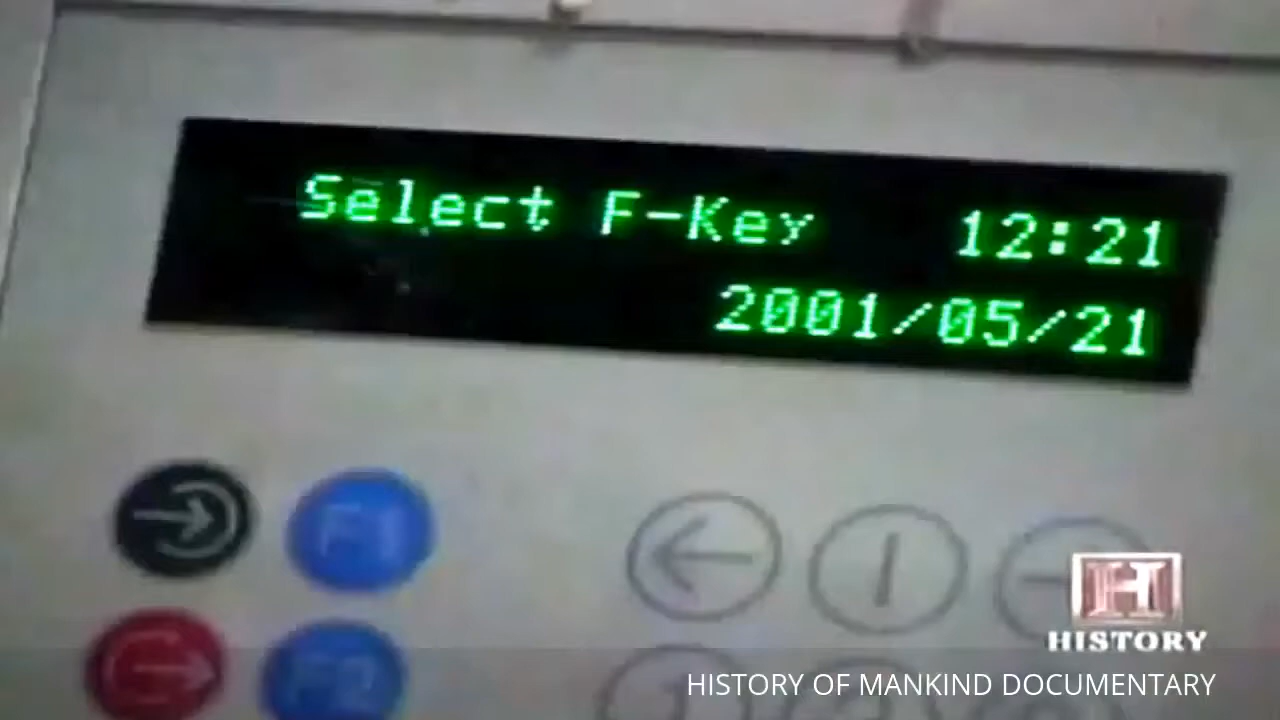 Select F-Key 12:21
2001/05/21
F1
F2
H
HISTORY
HISTORY OF MANKIND DOCUMENTARY